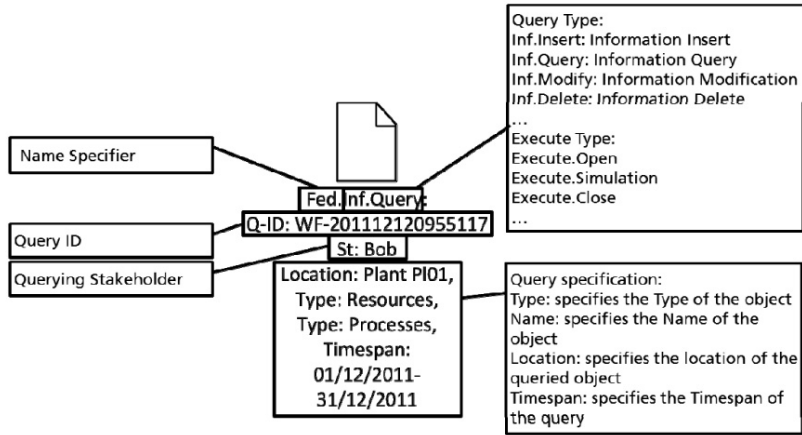 Query Type:
Inf.Insert: Information Insert
Inf.Query: Information Query
Inf.Modify: Information Modification
Inf.Delete: Information Delete
...
Execute Type:
Execute.Open
Execute.Simulation
Execute.Close
...
Name Specifier
Fed.Inf.Query:
Q-ID: WF-201112120955117
Query ID
St: Bob
Querying Stakeholder
Location: Plant Pl01,
Type: Resources,
Type: Processes,
Timespan:
01/12/2011-
31/12/2011
Query specification:
Type: specifies the Type of the object
Name: specifies the Name of the
object
Location: specifies the location of the
queried object
Timespan: specifies the Timespan of
the query